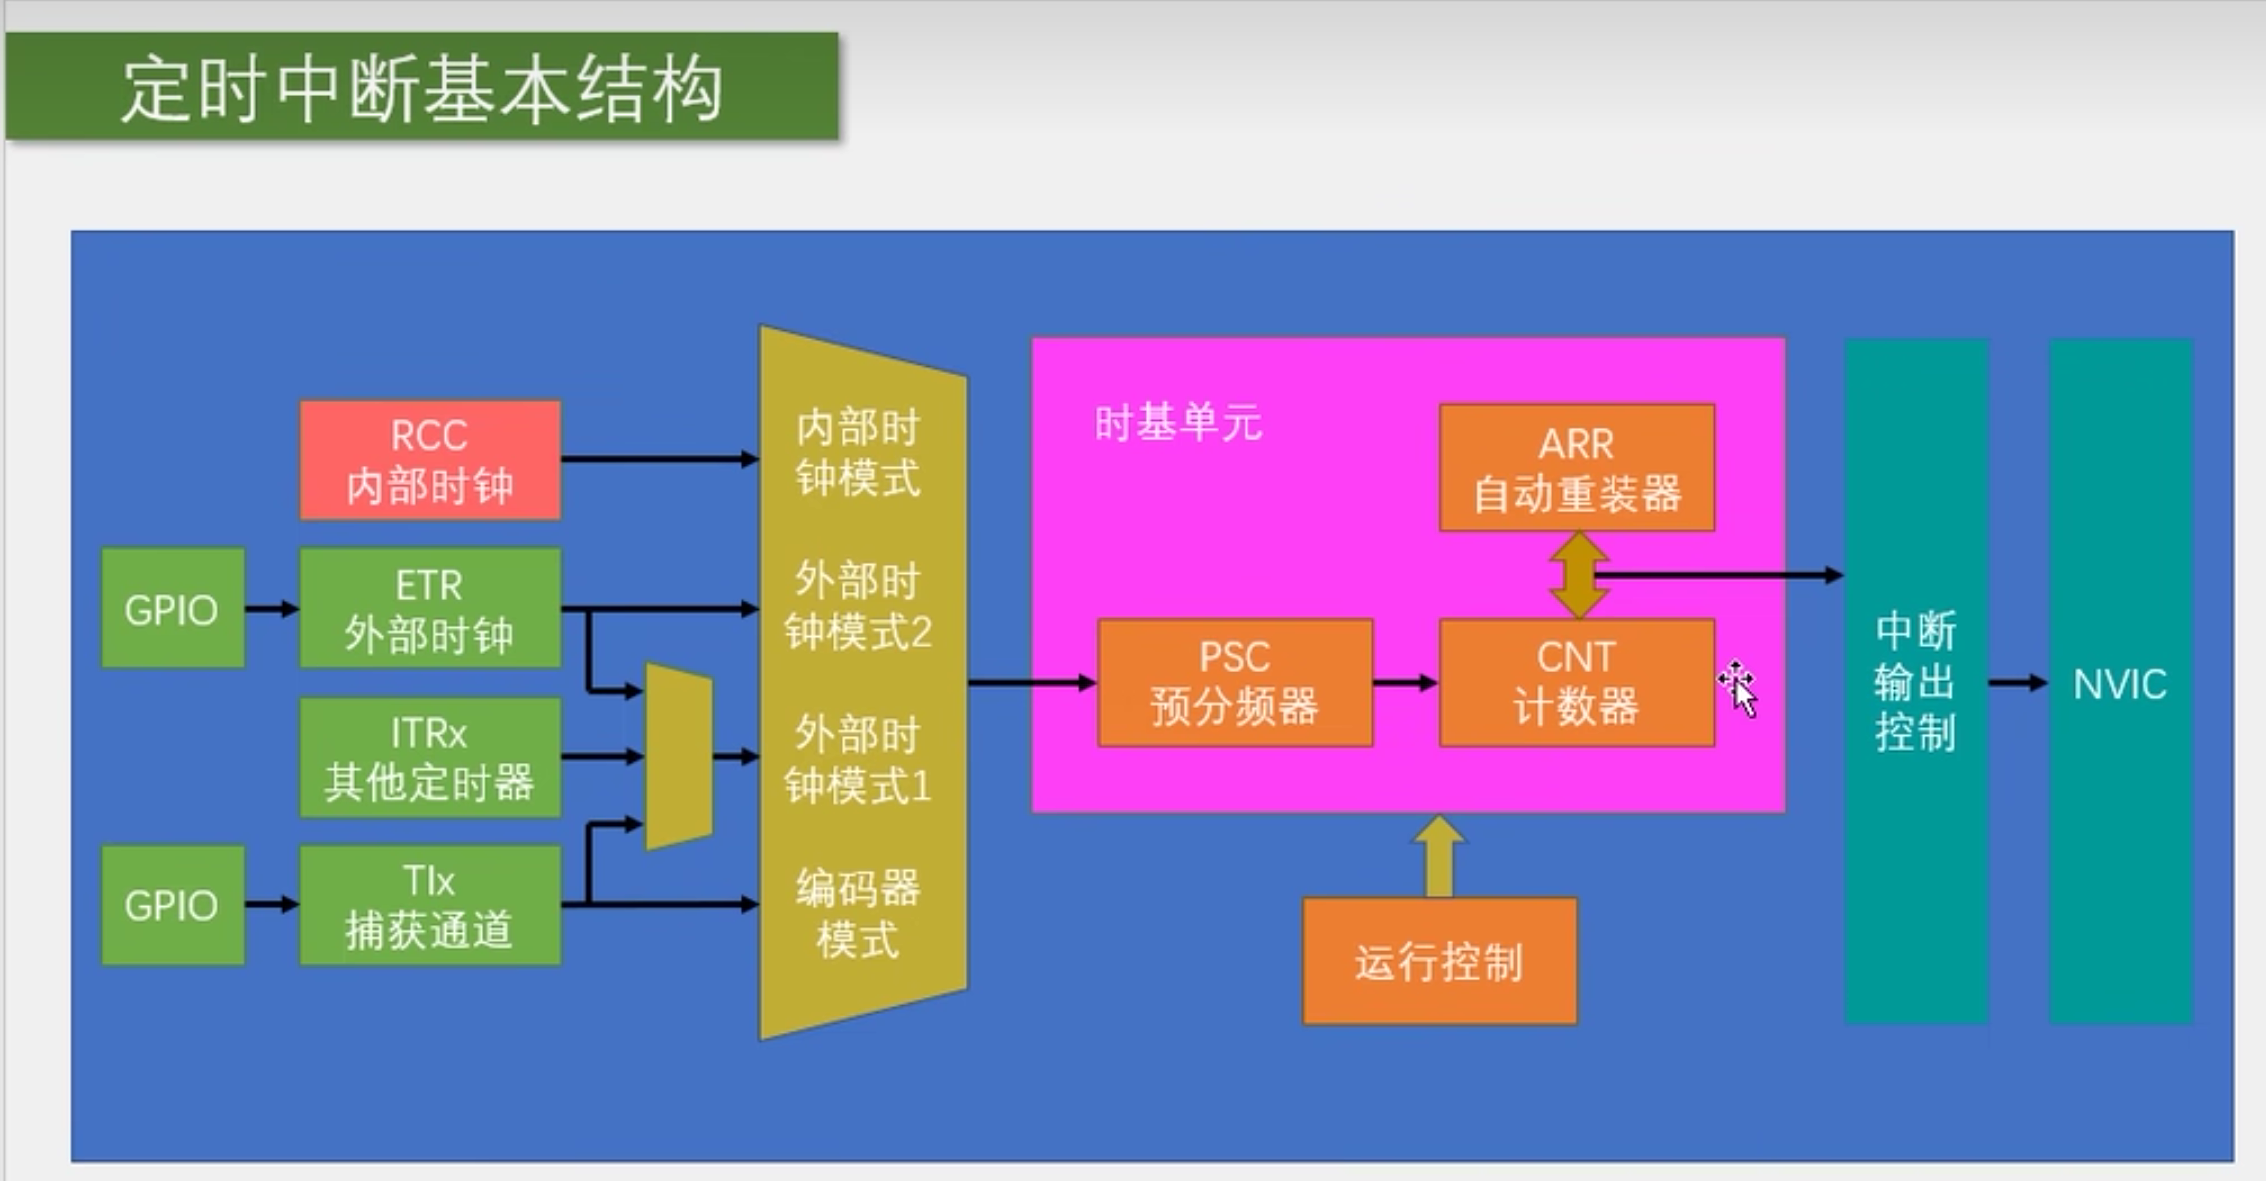 定时中断基本结构
RCC
内部时钟
GPIO
ETR
外部时钟
ITRx
其他定时器
GPIO
TIx
捕获通道
内部时
钟模式
外部时
钟模式2
外部时
钟模式1
编码器
模式
时基单元
ARR
自动重装器
PSC
预分频器
CNT
计数器
运行控制
中断
输出
控制
NVIC